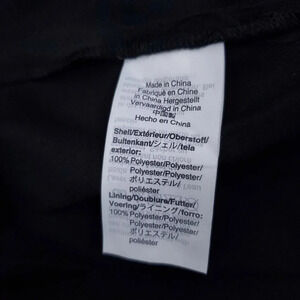 Made in China
Fabriqué en Chine
in China Hergestellt
Vervaardigd in China
中国製
Hecho en China
Shell/Extérieur/Oberstoff/
Buitenkant/シェル/tela
exterior:
100% Polyester/Polyester/
Polyester/Polyester/
ポリエステル/
poliéster
Lining/Doublure/Futter/
Voering/ライニング/forro:
100% Polyester/Polyester/
Polyester/Polyester/
ポリエステル/
poliéster